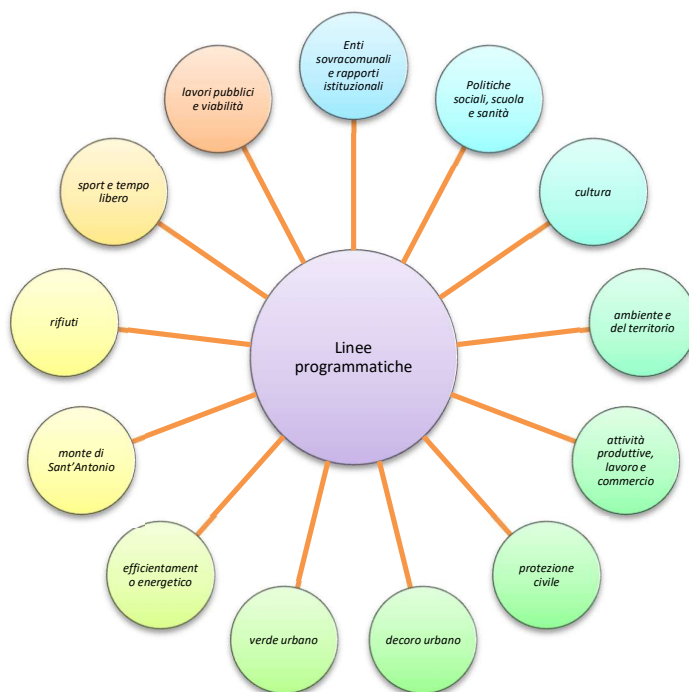 Enti
sovracomunali
e rapporti
istituzionali
Politiche
sociali, scuola
e sanità
cultura
ambiente e
del territorio
attività
produttive,
lavoro e
commercio
protezione
civile
decoro urbano
verde urbano
efficientament
o energetico
monte di
Sant'Antonio
rifiuti
sport e tempo
libero
lavori pubblici
e viabilità
Linee
programmatiche